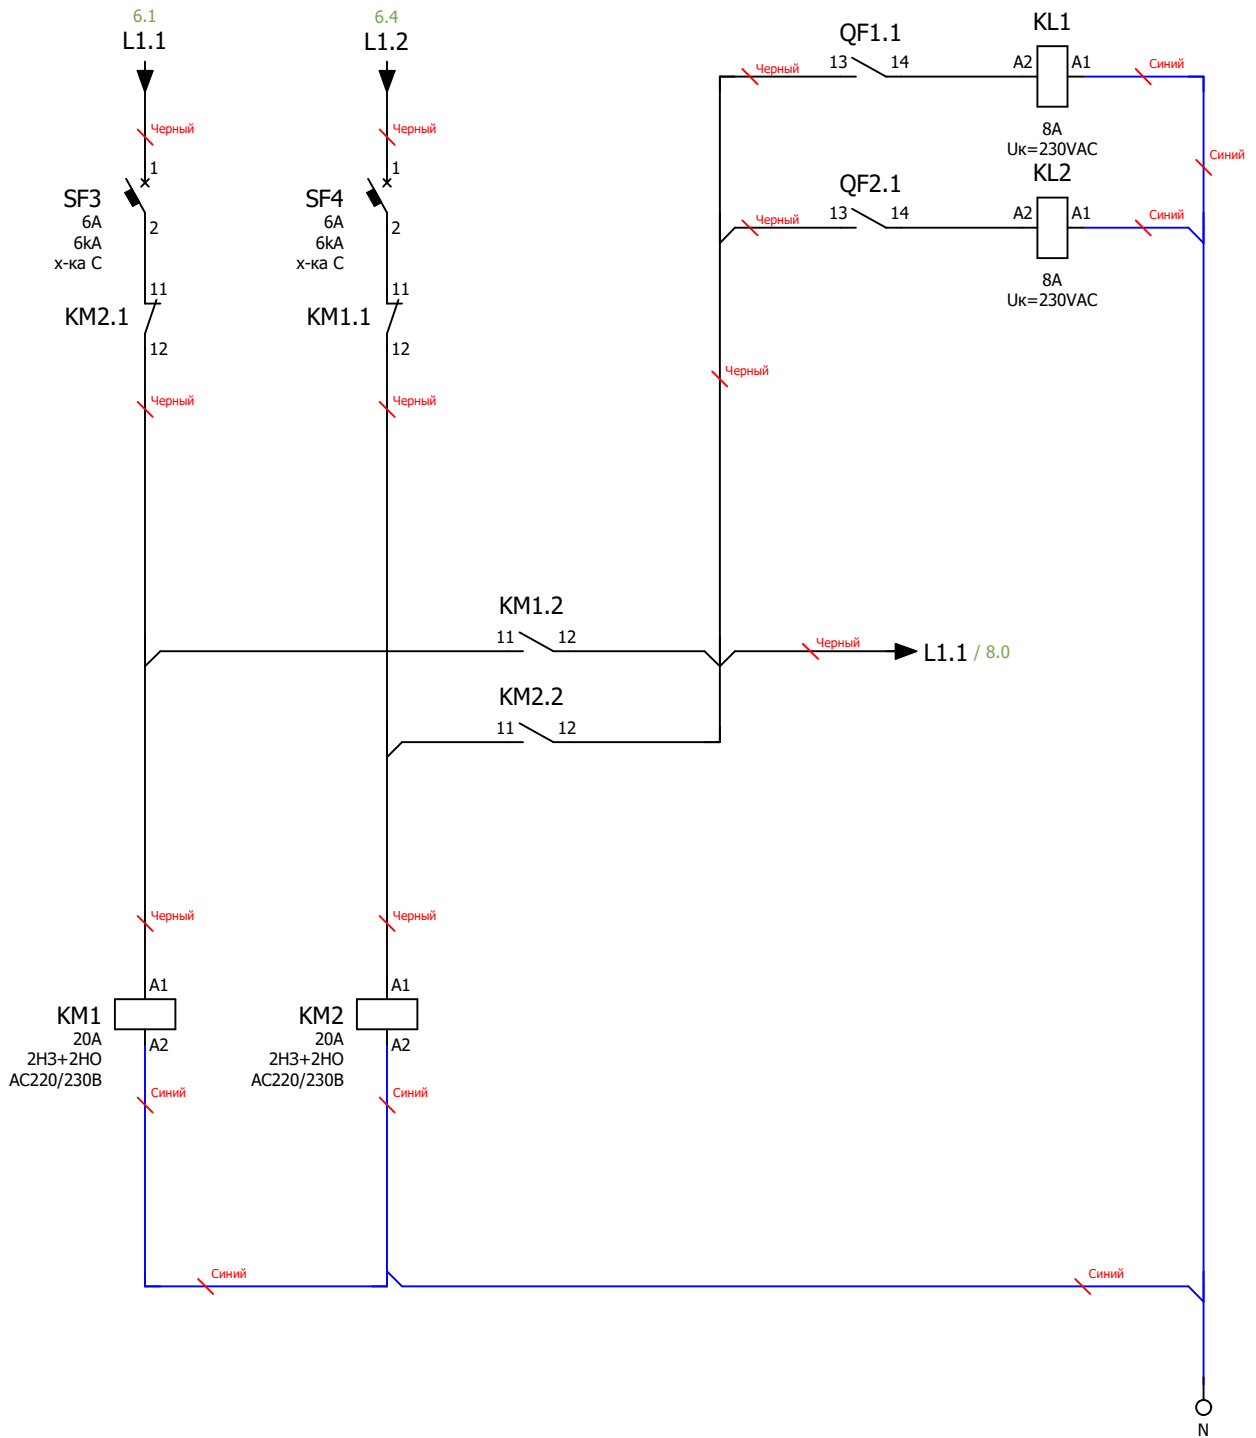 6.1
L1.1
6.4
L1.2
Черный
Черный
1
SF3
6A
6kA
х-ка C
2
1
SF4
6A
6kA
х-ка C
2
11
KM2.1
12
11
KM1.1
12
Черный
Черный
QF1.1
KL1
Черный
13
14
A2
A1
Синий
8A
Uк=230VAC
Синий
QF2.1
KL2
Черный
13
14
A2
A1
Синий
8A
Uк=230VAC
Черный
KM1.2
11
12
Черный
L1.1 / 8.0
KM2.2
11
12
Черный
Черный
A1
KM1
20A
2НЗ+2НО
AC220/230В
A2
A1
KM2
20A
2НЗ+2НО
AC220/230В
A2
Синий
Синий
Синий
Синий
N